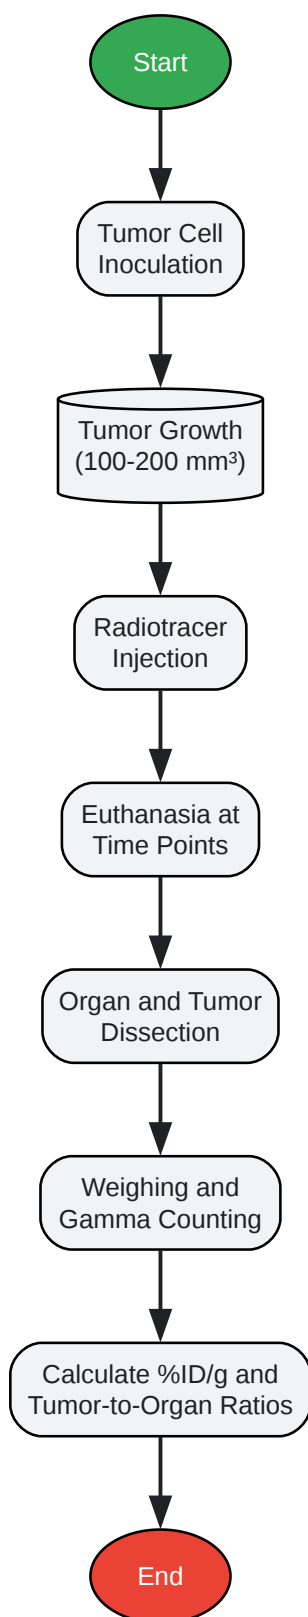 Start
Tumor Cell
Inoculation
Tumor Growth
(100-200 mm³)
Radiotracer
Injection
Euthanasia at
Time Points
Organ and Tumor
Dissection
Weighing and
Gamma Counting
Calculate %ID/g and
Tumor-to-Organ Ratios
End